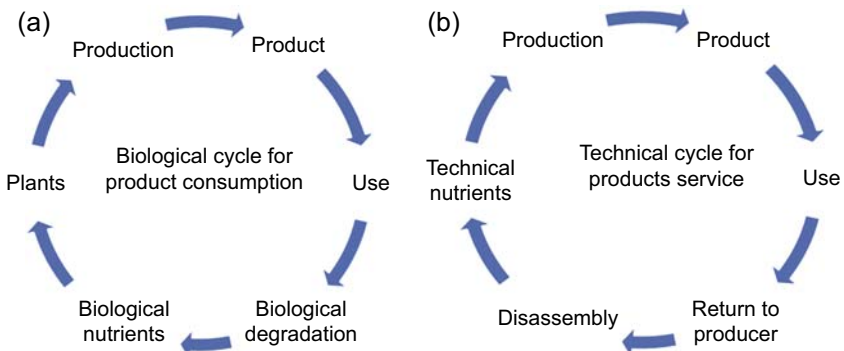 (a)
Production
Product
Biological cycle for
product consumption
Plants
Use
Biological
nutrients
Biological
degradation
(b)
Production
Product
Technical cycle for
products service
Technical
nutrients
Use
Disassembly
Return to
producer